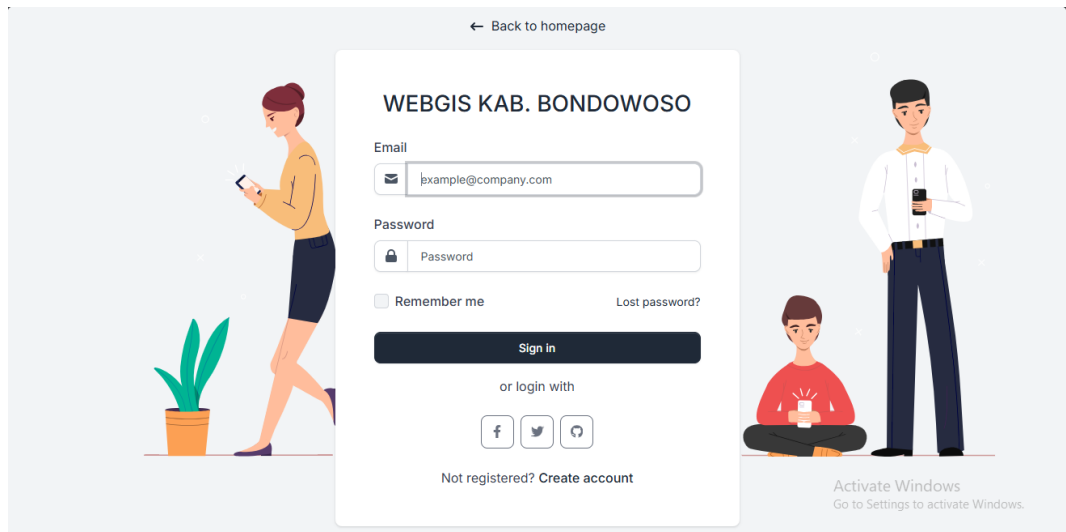 ← Back to homepage
WEBGIS KAB. BONDOWOSO
Email
example@company.com
Password
Password
Remember me Lost password?
Sign in
or login with
Not registered? Create account
Activate Windows
Go to Settings to activate Windows.